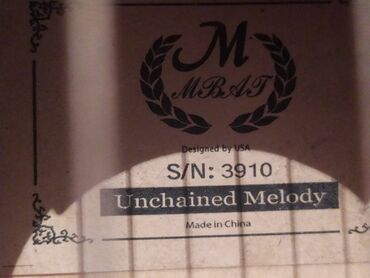 M
MBAT
Designed by USA
S/N: 3910
Unchained Melody
Made in China